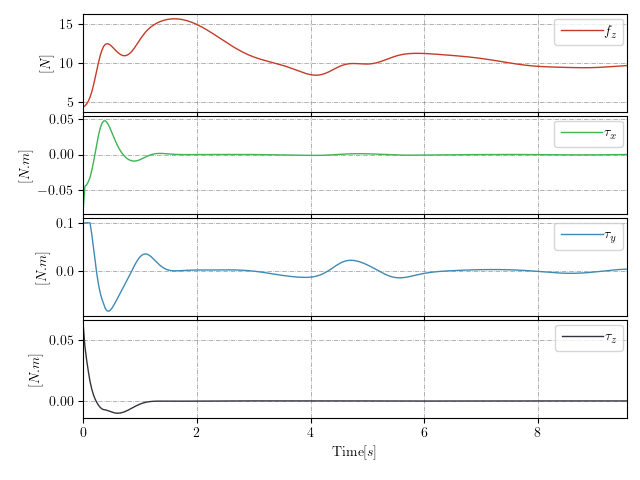 15
10
5
[N]
f_z
0.05
0.00
−0.05
[N.m]
τ_x
0.1
0.0
[N.m]
τ_y
0.05
0.00
[N.m]
τ_z
0 2 4 6 8
Time[s]